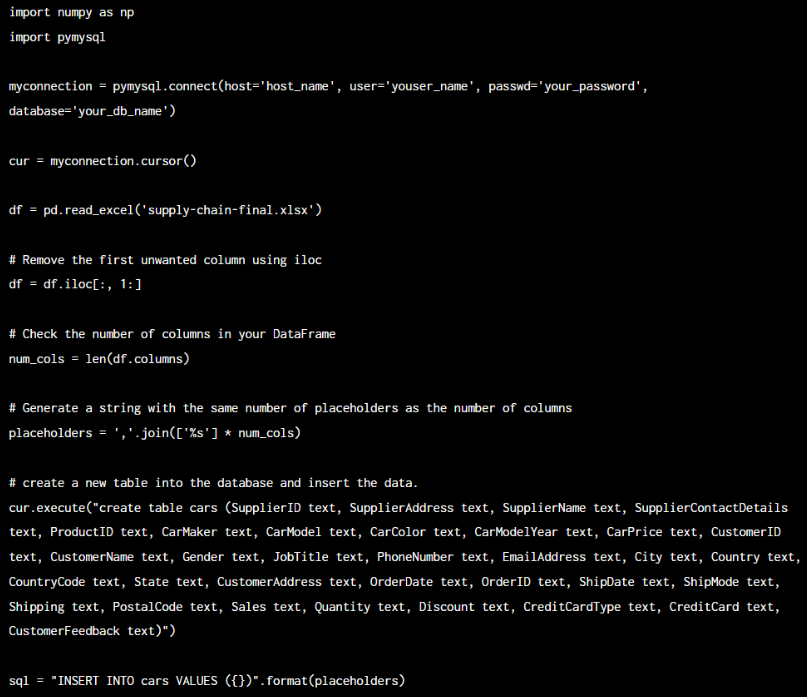 import numpy as np
import pymysql
myconnection = pymysql.connect(host='host_name', user='youser_name', passwd='your_password',
database='your_db_name')
cur = myconnection.cursor()
df = pd.read_excel('supply-chain-final.xlsx')
# Remove the first unwanted column using iloc
df = df.iloc[:, 1:]
# Check the number of columns in your DataFrame
num_cols = len(df.columns)
# Generate a string with the same number of placeholders as the number of columns
placeholders = ','.join(['%s'] * num_cols)
# create a new table into the database and insert the data.
cur.execute("create table cars (SupplierID text, SupplierAddress text, SupplierName text, SupplierContactDetails
text, ProductID text, CarMaker text, CarModel text, CarColor text, CarModelYear text, CarPrice text, CustomerID
text, CustomerName text, Gender text, JobTitle text, PhoneNumber text, EmailAddress text, City text, Country text,
CountryCode text, State text, CustomerAddress text, OrderDate text, OrderID text, ShipDate text, ShipMode text,
Shipping text, PostalCode text, Sales text, Quantity text, Discount text, CreditCardType text, CreditCard text,
CustomerFeedback text)")
sql = "INSERT INTO cars VALUES ({})".format(placeholders)